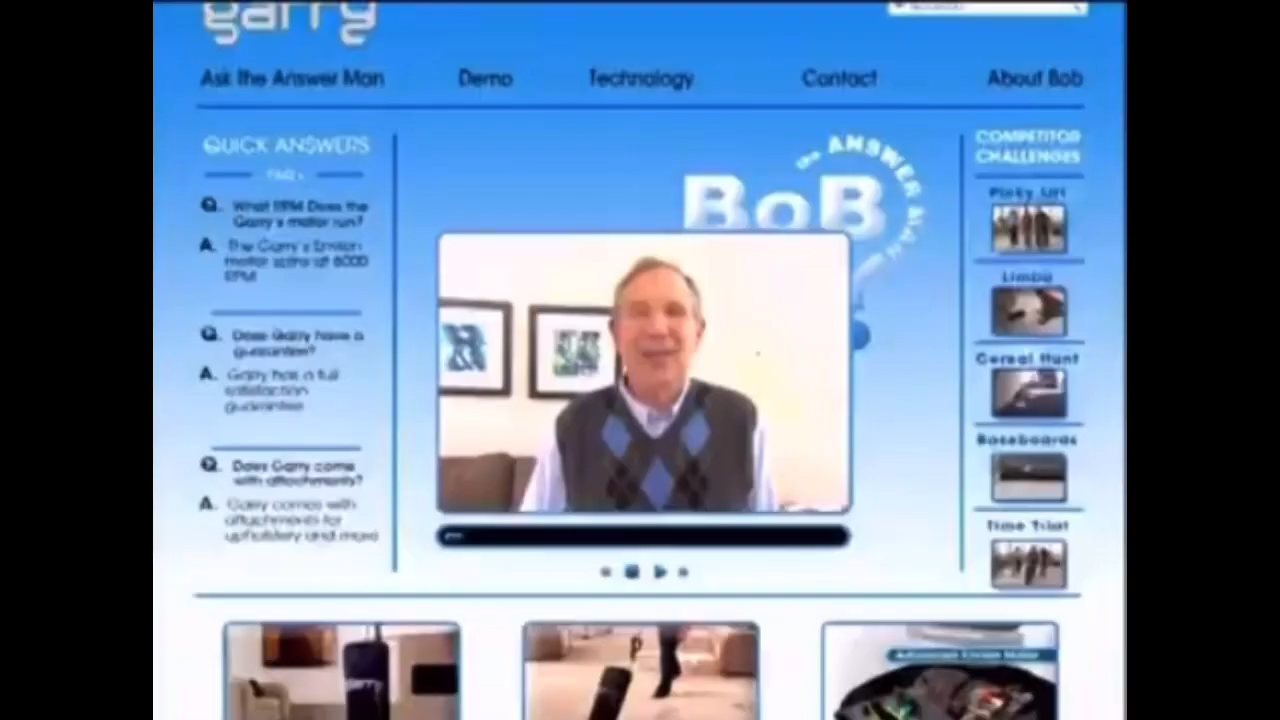 garry
Ask the Answer Man
Demo
Technology
Contact
About Bob
QUICK ANSWERS
FAQ's
Q. What RPM Does the
Garry's motor run?
A. The Garry's
motor spins at 6000
RPM
Q. Does Garry have a
guarantee?
A. Garry has a full
satisfaction
guarantee
Q. Does Garry come
with attachments?
A. Garry comes with
attachments for
upholstery and more
the ANSWER MAN
BoB
COMPETITOR
CHALLENGES
Limbo
Cereal Hunt
Baseboards
Time Trial
garry